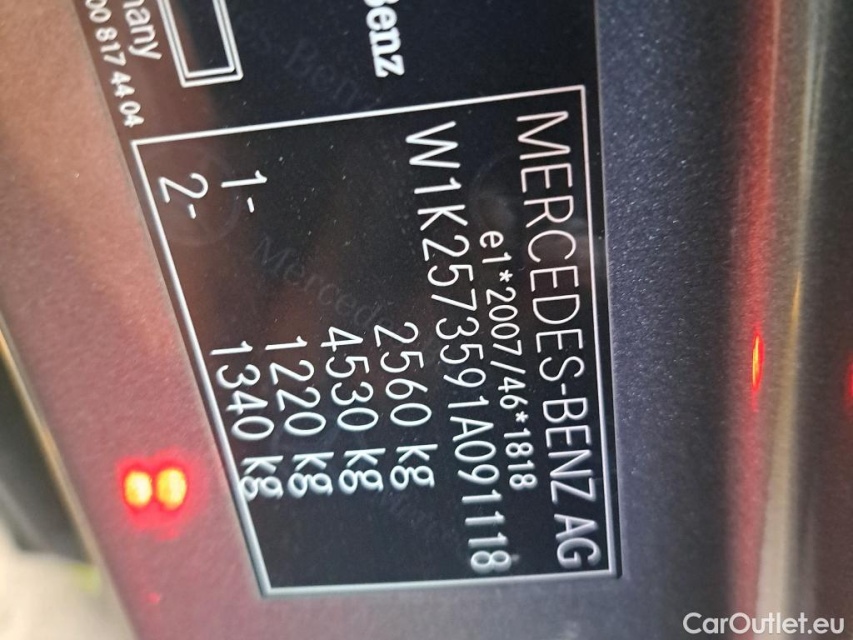 Benz
many
00 817 44 04
MERCEDES-BENZ AG
e1*2007/46*1818
W1K2573591A091118
2560 kg
4530 kg
1- 1220 kg
2- 1340 kg
CarOutlet.eu